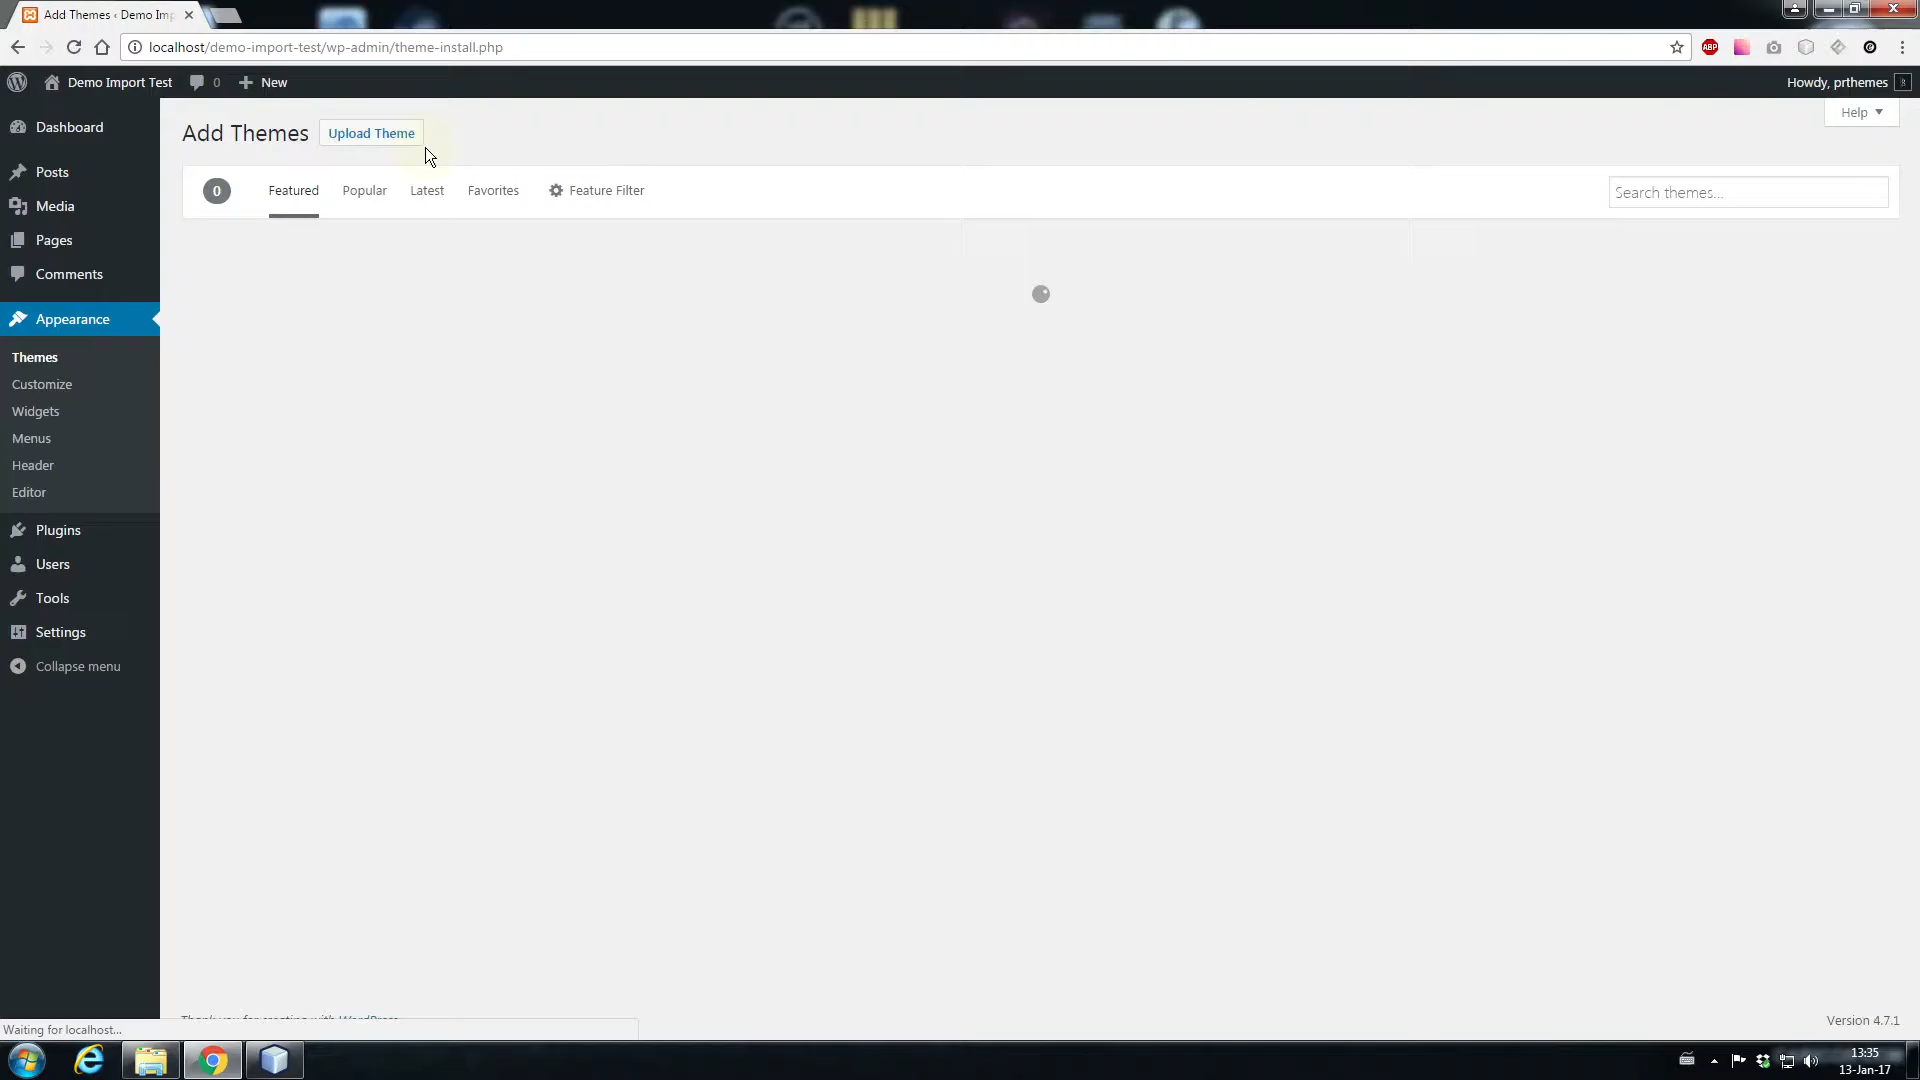 Add Themes ‹ Demo Imp
localhost/demo-import-test/wp-admin/theme-install.php
ABP
Demo Import Test 0 New
Howdy, prthemes
Help
Dashboard
Posts
Media
Pages
Comments
Appearance
Themes
Customize
Widgets
Menus
Header
Editor
Plugins
Users
Tools
Settings
Collapse menu
Add Themes Upload Theme
0 Featured Popular Latest Favorites Feature Filter
Search themes...
Thank you for creating with WordPress
Version 4.7.1
Waiting for localhost...
13:35
13-Jan-17